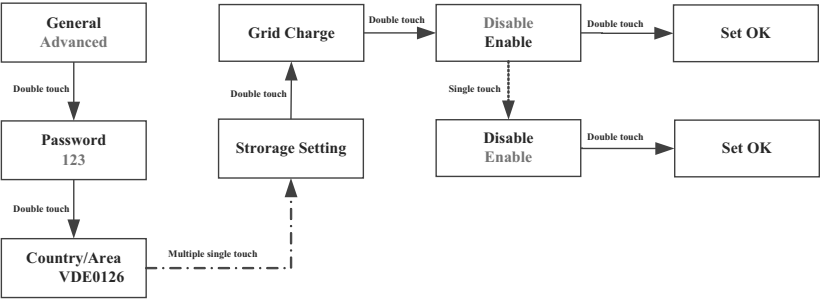 General
Advanced
Double touch
Password
123
Double touch
Country/Area
VDE0126
Multiple single touch
Strorage Setting
Double touch
Grid Charge
Double touch
Disable
Enable
Double touch
Set OK
Single touch
Disable
Enable
Double touch
Set OK